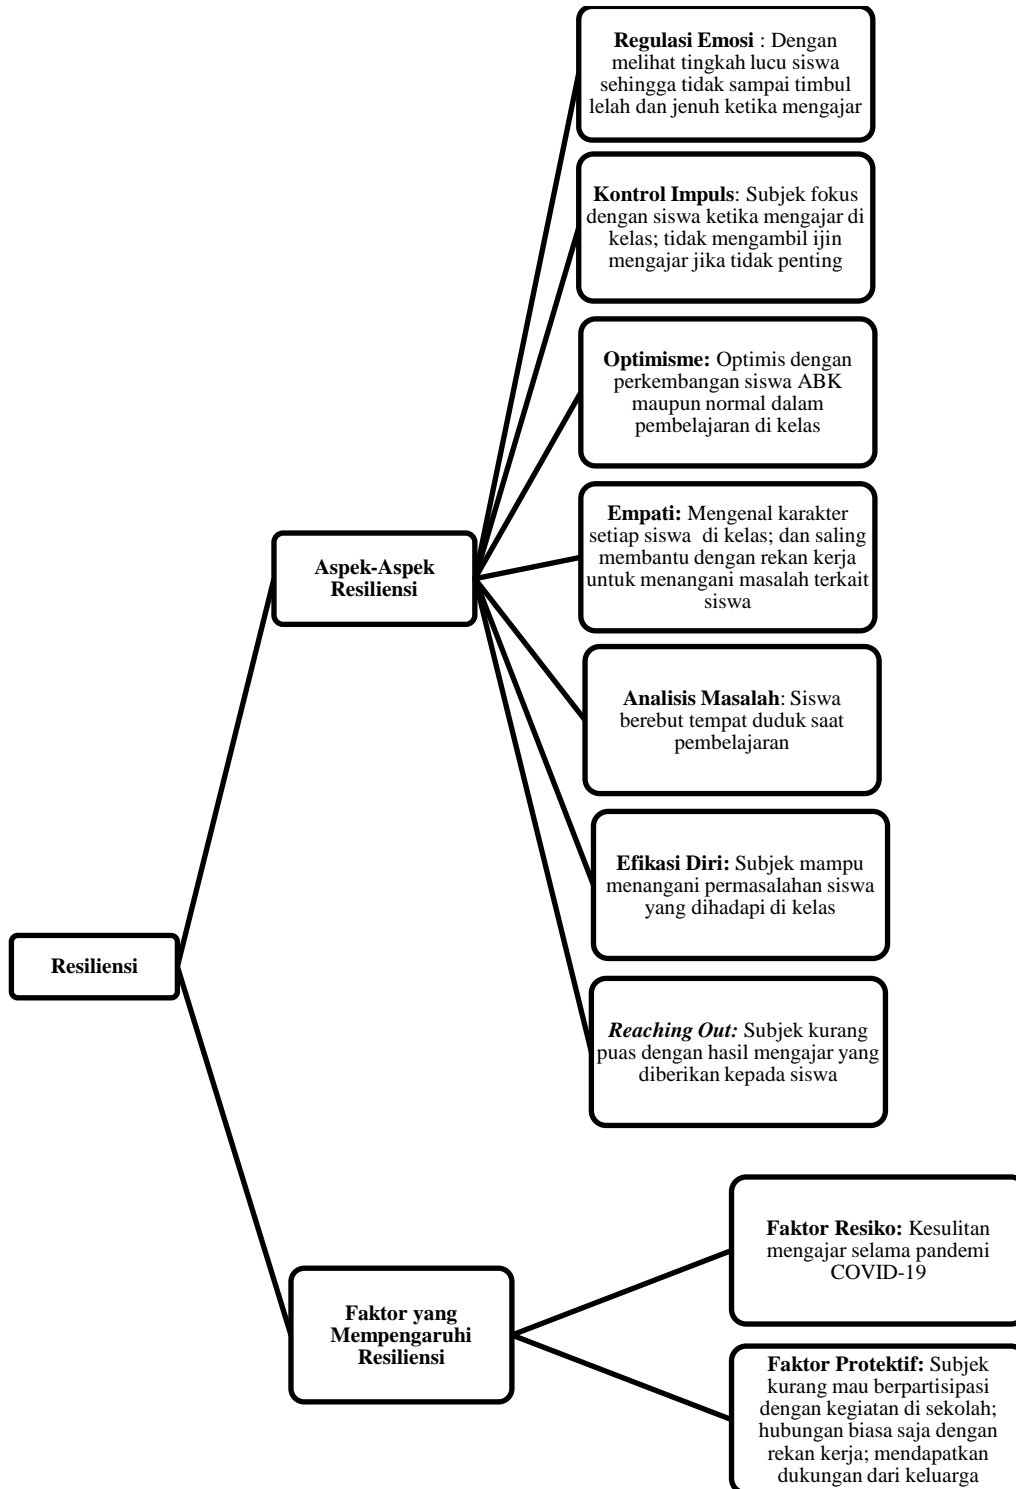 Regulasi Emosi : Dengan
melihat tingkah lucu siswa
sehingga tidak sampai timbul
lelah dan jenuh ketika mengajar
Kontrol Impuls: Subjek fokus
dengan siswa ketika mengajar di
kelas; tidak mengambil ijin
mengajar jika tidak penting
Optimisme: Optimis dengan
perkembangan siswa ABK
maupun normal dalam
pembelajaran di kelas
Empati: Mengenal karakter
setiap siswa di kelas; dan saling
membantu dengan rekan kerja
untuk menangani masalah terkait
siswa
Aspek-Aspek
Resiliensi
Analisis Masalah: Siswa
berebut tempat duduk saat
pembelajaran
Efikasi Diri: Subjek mampu
menangani permasalahan siswa
yang dihadapi di kelas
Resiliensi
Reaching Out: Subjek kurang
puas dengan hasil mengajar yang
diberikan kepada siswa
Faktor Resiko: Kesulitan
mengajar selama pandemi
COVID-19
Faktor yang
Mempengaruhi
Resiliensi
Faktor Protektif: Subjek
kurang mau berpartisipasi
dengan kegiatan di sekolah;
hubungan biasa saja dengan
rekan kerja; mendapatkan
dukungan dari keluarga